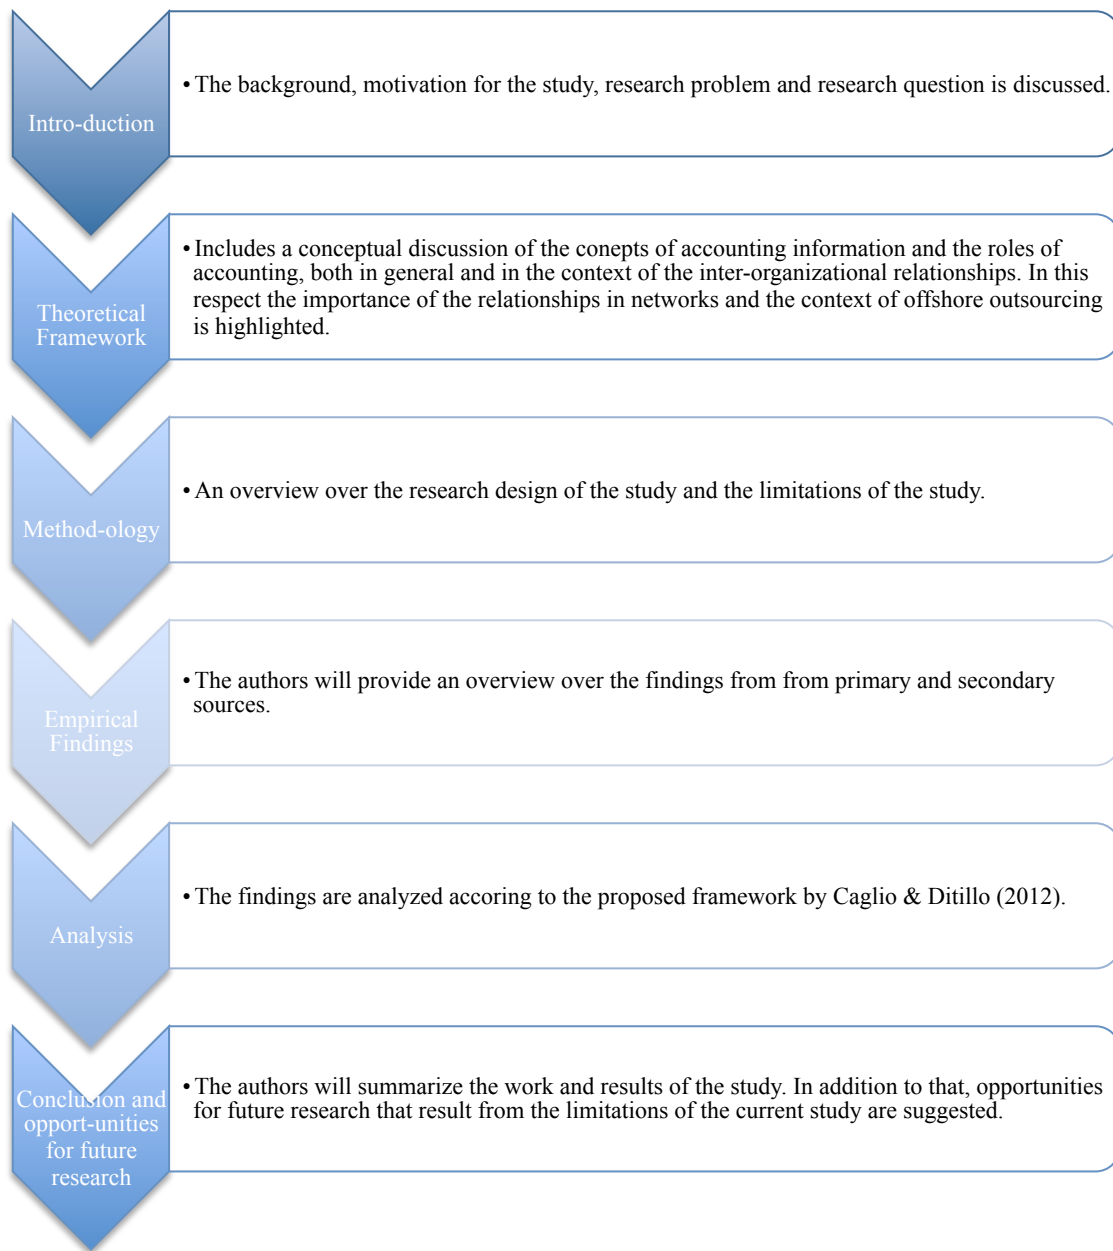 Intro-duction
• The background, motivation for the study, research problem and research question is discussed.
Theoretical
Framework
• Includes a conceptual discussion of the conepts of accounting information and the roles of
accounting, both in general and in the context of the inter-organizational relationships. In this
respect the importance of the relationships in networks and the context of offshore outsourcing
is highlighted.
Method-ology
• An overview over the research design of the study and the limitations of the study.
Empirical
Findings
• The authors will provide an overview over the findings from from primary and secondary
sources.
Analysis
• The findings are analyzed accoring to the proposed framework by Caglio & Ditillo (2012).
Conclusion and
opport-unities
for future
research
• The authors will summarize the work and results of the study. In addition to that, opportunities
for future research that result from the limitations of the current study are suggested.